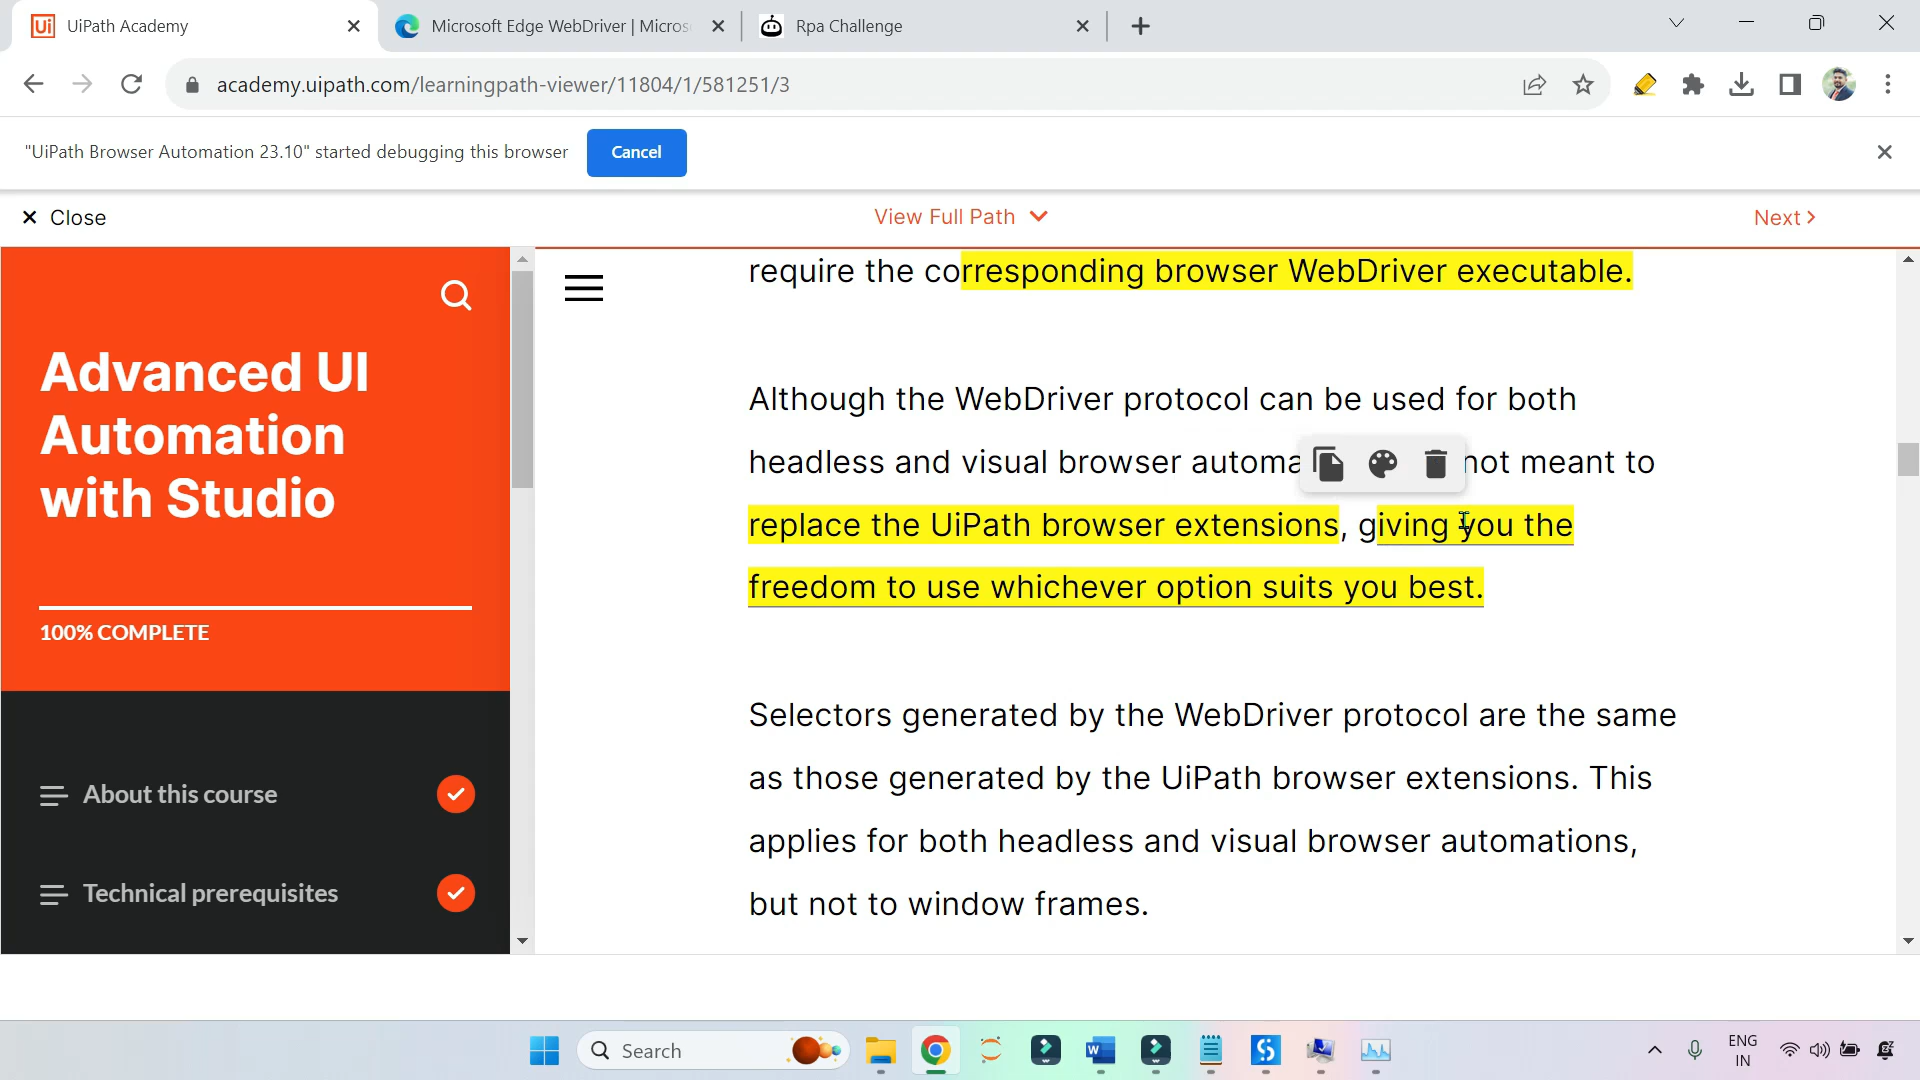 UiPath Academy
Microsoft Edge WebDriver | Micros
Rpa Challenge
academy.uipath.com/learningpath-viewer/11804/1/581251/3
"UiPath Browser Automation 23.10" started debugging this browser
Cancel
Close
View Full Path
Next
Advanced UI
Automation
with Studio
100% COMPLETE
About this course
Technical prerequisites
require the corresponding browser WebDriver executable.
Although the WebDriver protocol can be used for both
headless and visual browser automa not meant to
replace the UiPath browser extensions, giving you the
freedom to use whichever option suits you best.
Selectors generated by the WebDriver protocol are the same
as those generated by the UiPath browser extensions. This
applies for both headless and visual browser automations,
but not to window frames.
Search
ENG
IN